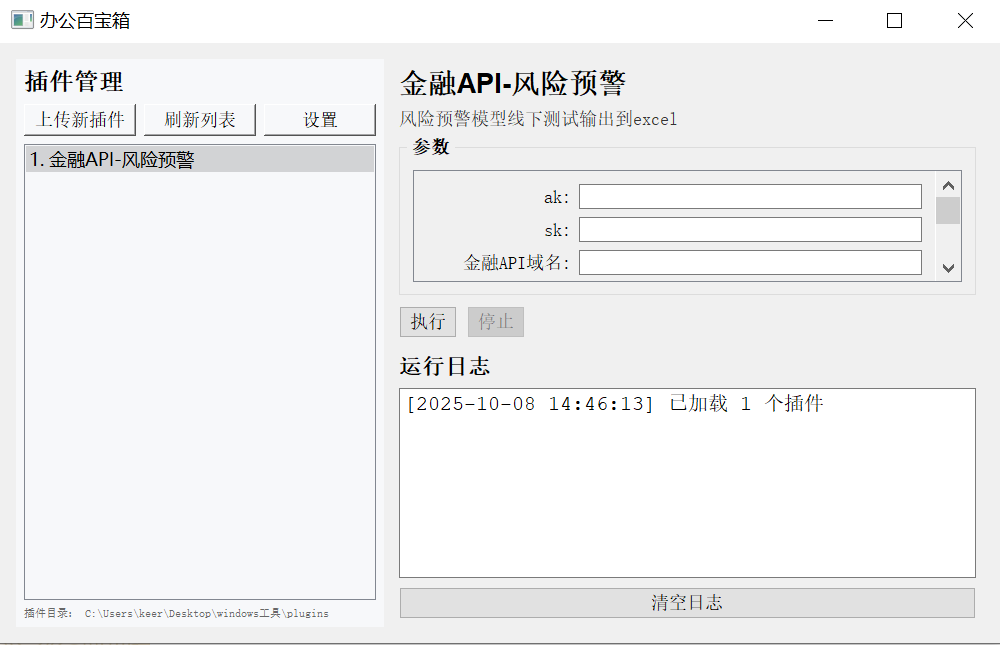 办公百宝箱
插件管理
上传新插件 刷新列表 设置
1. 金融API-风险预警
插件目录: C:\Users\keer\Desktop\windows工具\plugins
金融API-风险预警
风险预警模型线下测试输出到excel
参数
ak:
sk:
金融API域名:
执行 停止
运行日志
[2025-10-08 14:46:13] 已加载 1 个插件
清空日志